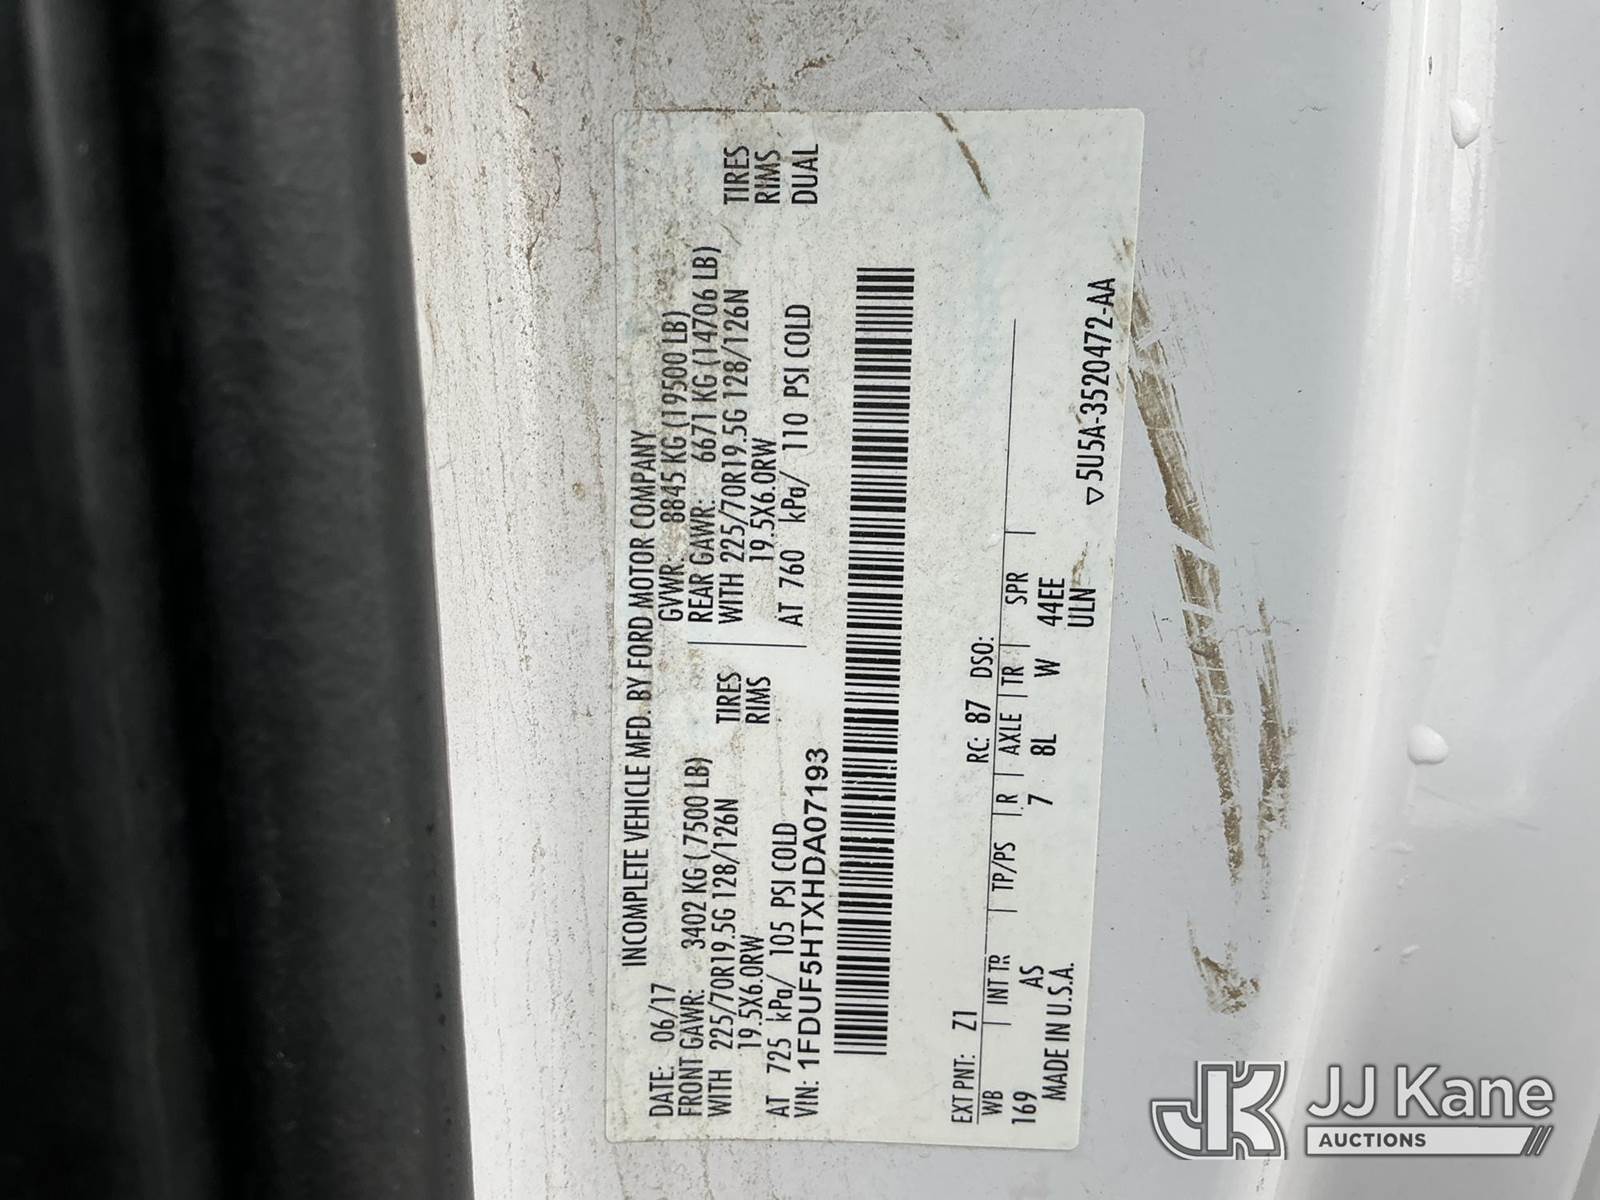 INCOMPLETE VEHICLE MFD. BY FORD MOTOR COMPANY
DATE: 06/17 GVWR: 8845 KG (19500 LB)
FRONT GAWR: 3402 KG ( 7500 LB) REAR GAWR: 6671 KG (14706 LB)
WITH 225/70R19.5G 128/126N TIRES WITH 225/70R19.5G 128/126N TIRES
19.5X6.0RW RIMS 19.5X6.0RW RIMS
AT 725 kPa/ 105 PSI COLD AT 760 kPa/ 110 PSI COLD DUAL
VIN: 1FDUF5HTXHDA07193
EXT PNT: Z1 RC: 87 DSO:
WB INT TR TP/PS R AXLE TR SPR
169 AS 7 8L W 44EE
MADE IN U.S.A. ULN
▽5U5A-3520472-AA
JK JJ Kane
AUCTIONS